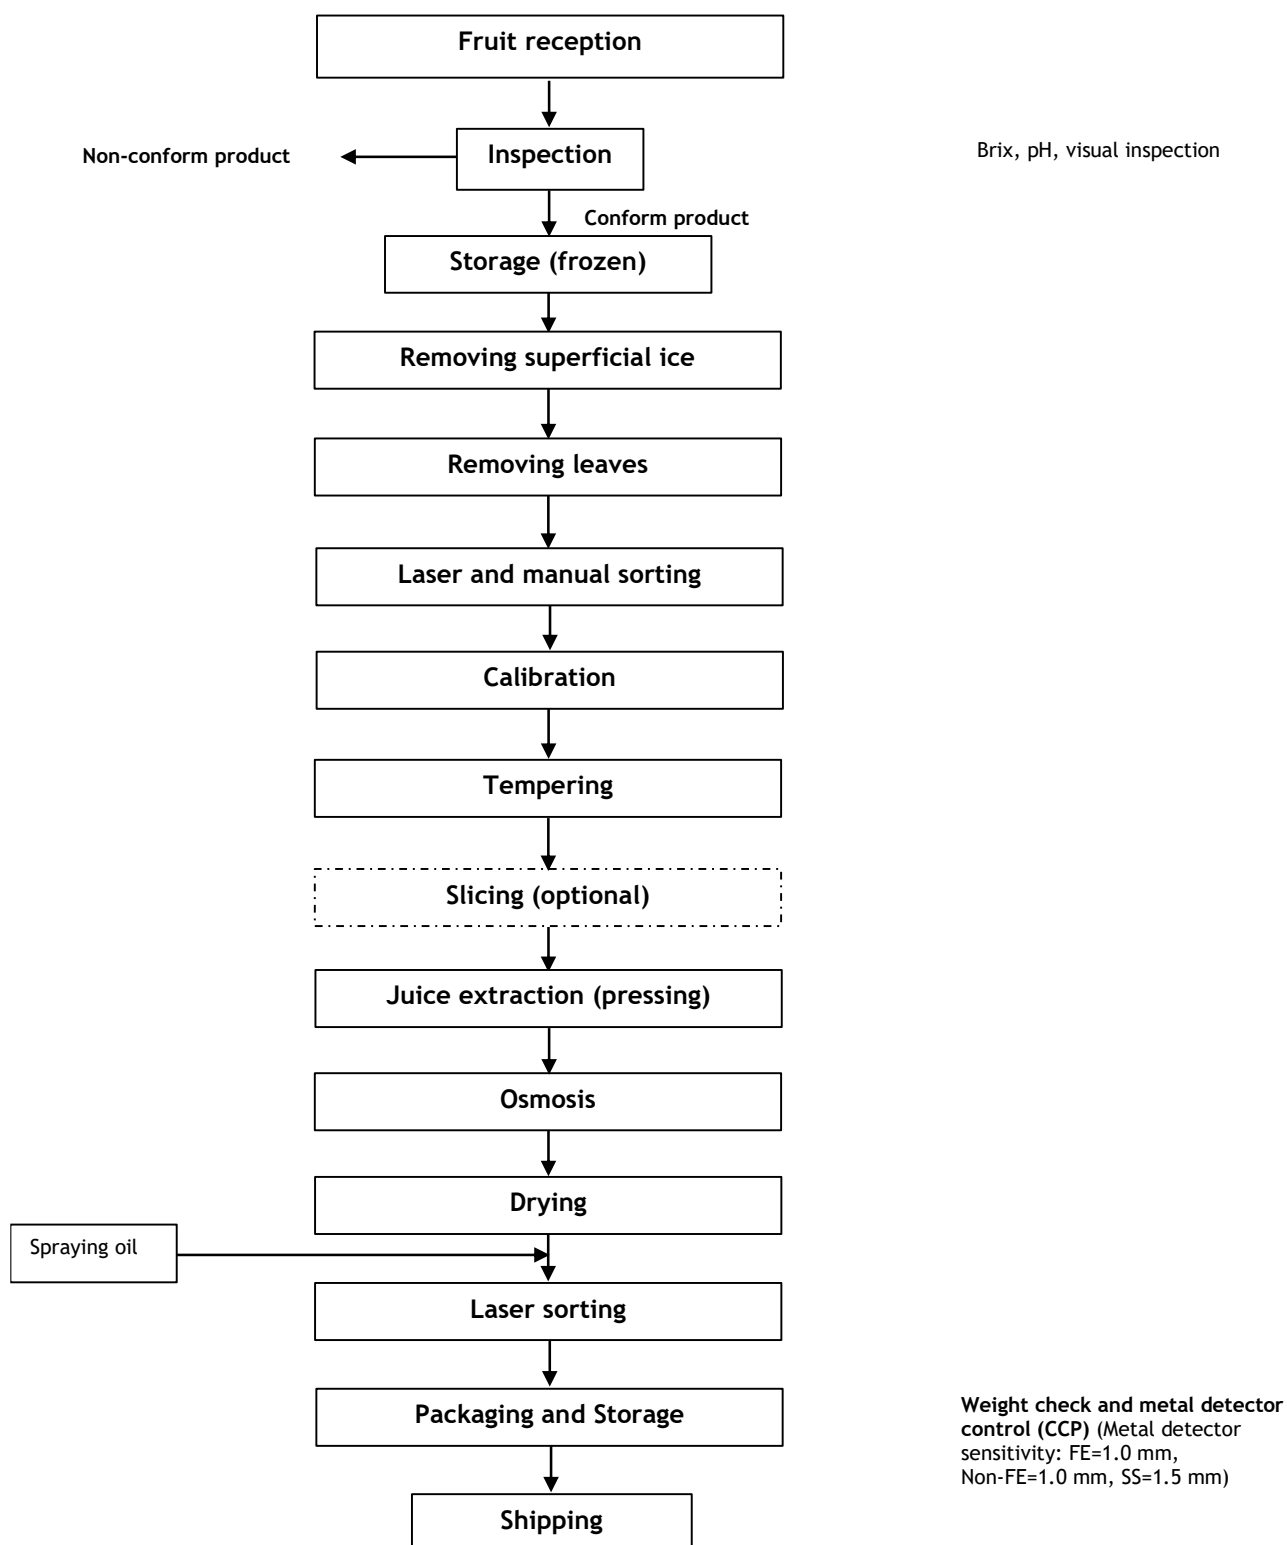 Fruit reception
Non-conform product
Inspection
Brix, pH, visual inspection
Conform product
Storage (frozen)
Removing superficial ice
Removing leaves
Laser and manual sorting
Calibration
Tempering
Slicing (optional)
Juice extraction (pressing)
Osmosis
Drying
Spraying oil
Laser sorting
Packaging and Storage
Weight check and metal detector
control (CCP) (Metal detector
sensitivity: FE=1.0 mm,
Non-FE=1.0 mm, SS=1.5 mm)
Shipping